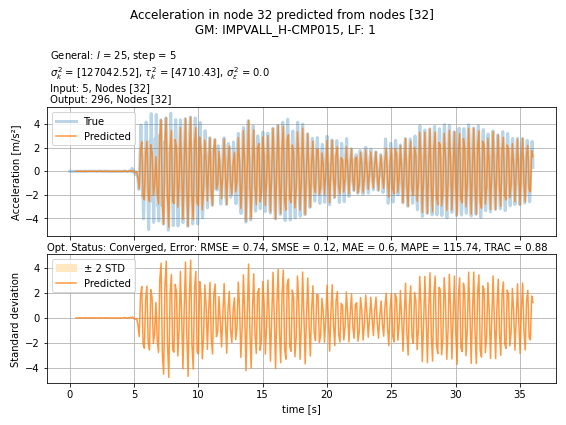 Acceleration in node 32 predicted from nodes [32]
GM: IMPVALL_H-CMP015, LF: 1
General: l = 25, step = 5
σ²ₖ = [127042.52], τ²ₖ = [4710.43], σ²ε = 0.0
Input: 5, Nodes [32]
Output: 296, Nodes [32]
True
Predicted
Acceleration [m/s²]
4
2
0
−2
−4
Opt. Status: Converged, Error: RMSE = 0.74, SMSE = 0.12, MAE = 0.6, MAPE = 115.74, TRAC = 0.88
± 2 STD
Predicted
Standard deviation
4
2
0
−2
−4
0 5 10 15 20 25 30 35
time [s]